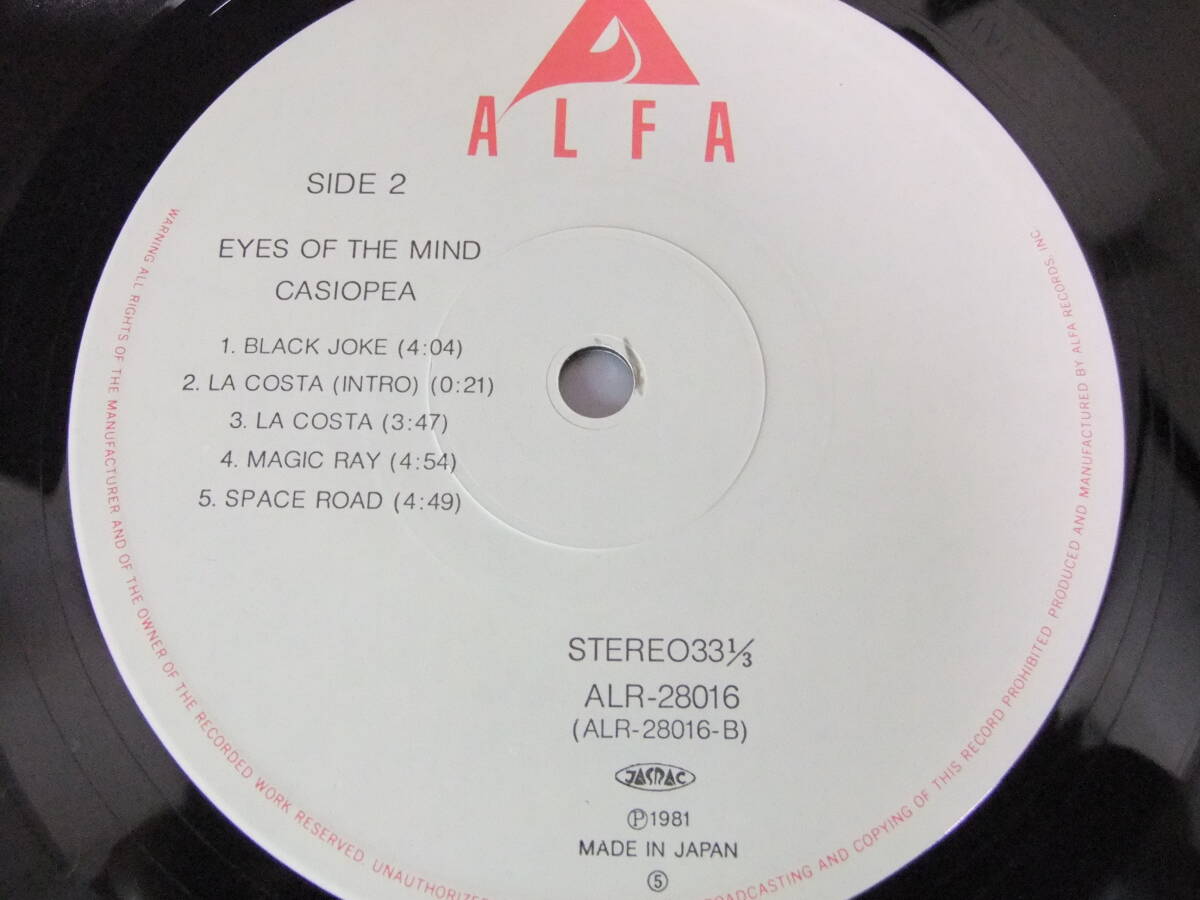 ALFA
SIDE 2
EYES OF THE MIND
CASIOPEA
1. BLACK JOKE (4:04)
2. LA COSTA (INTRO) (0:21)
3. LA COSTA (3:47)
4. MAGIC RAY (4:54)
5. SPACE ROAD (4:49)
STEREO33⅓
ALR-28016
(ALR-28016-B)
JASRAC
Ⓟ1981
MADE IN JAPAN
⑤
WARNING ALL RIGHTS OF THE MANUFACTURER AND OF THE OWNER OF THE RECORDED WORK RESERVED. UNAUTHORIZED BROADCASTING AND COPYING OF THIS RECORD PROHIBITED PRODUCED AND MANUFACTURED BY ALFA RECORDS, INC